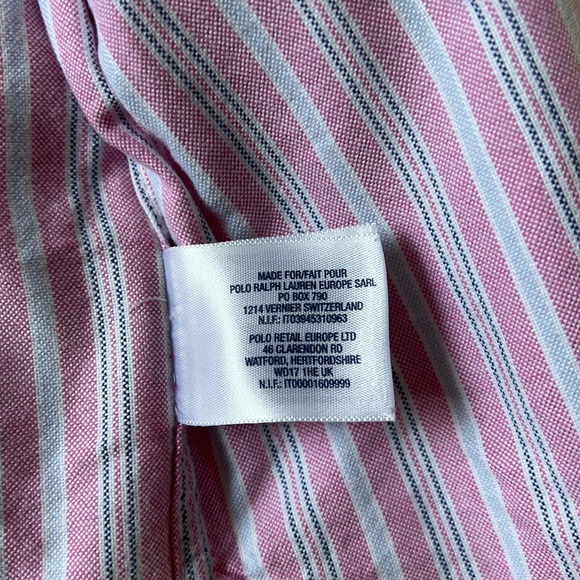 MADE FOR/FAIT POUR
POLO RALPH LAUREN EUROPE SARL
PO BOX 790
1214 VERNIER SWITZERLAND
N.I.F.: IT03945310963
POLO RETAIL EUROPE LTD
46 CLARENDON RD
WATFORD, HERTFORDSHIRE
WD17 1HE UK
N.I.F.: IT00001609999